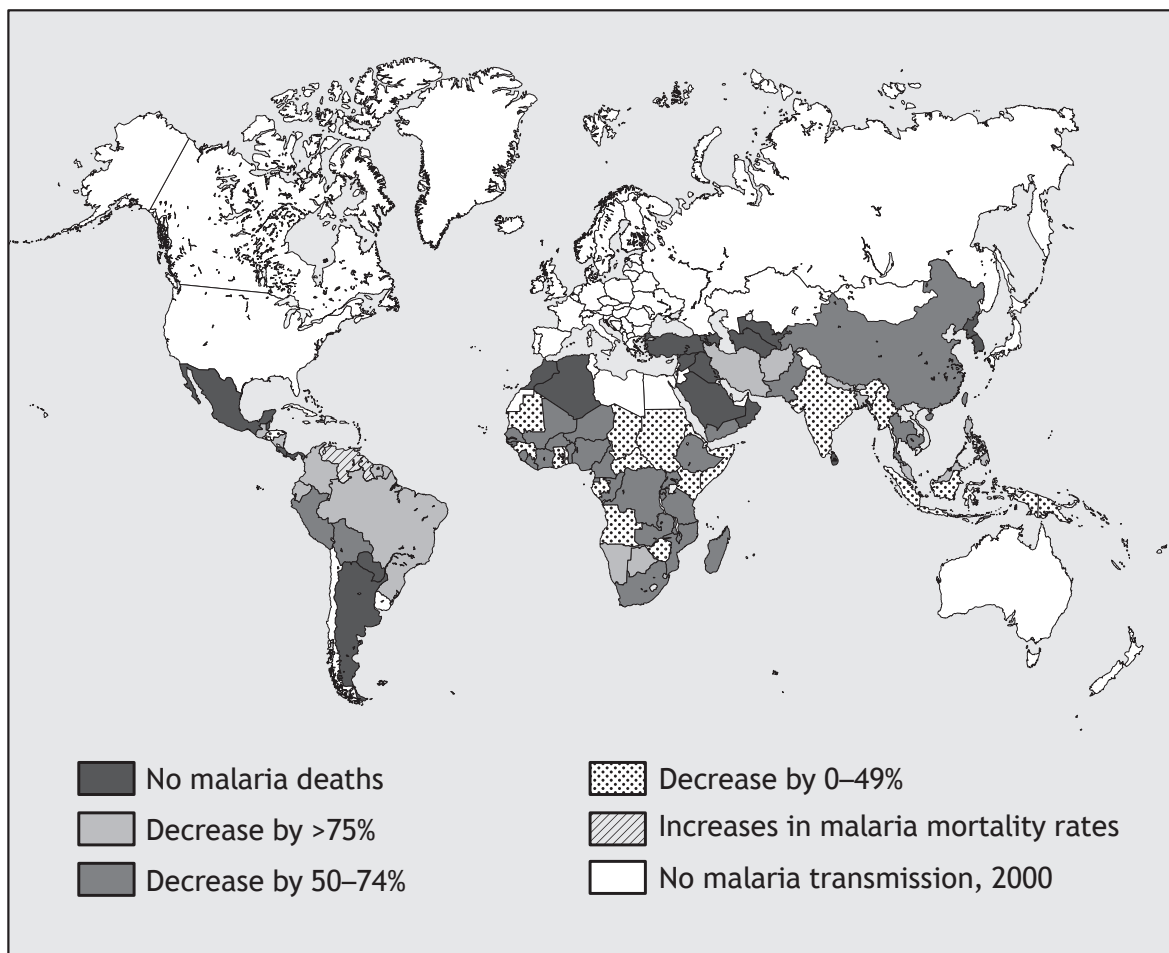 No malaria deaths
Decrease by >75%
Decrease by 50–74%
Decrease by 0–49%
Increases in malaria mortality rates
No malaria transmission, 2000